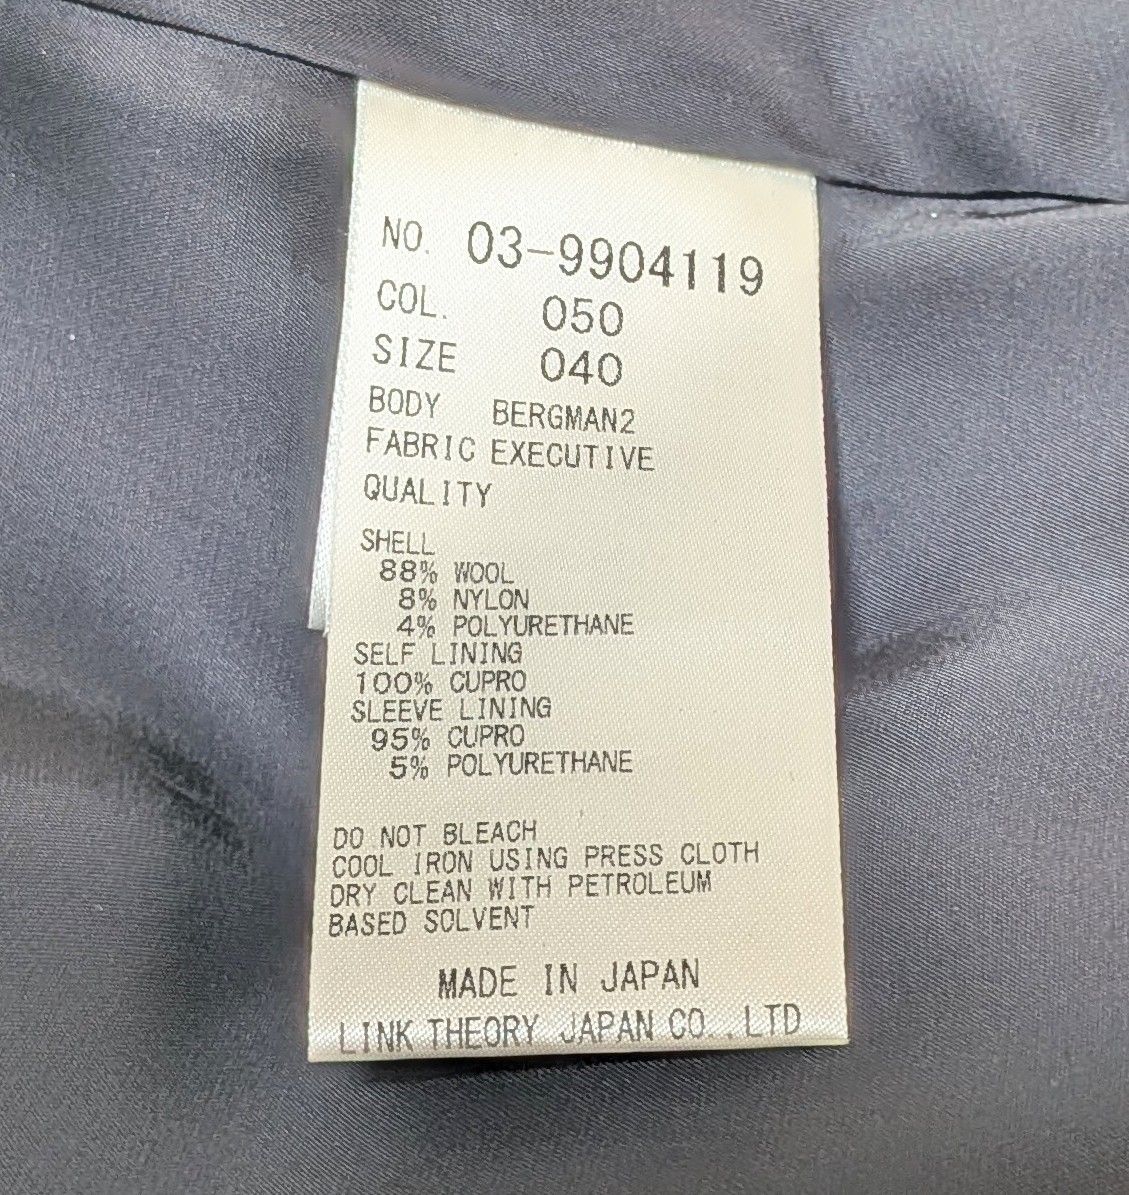 NO. 03-9904119
COL. 050
SIZE 040
BODY BERGMAN2
FABRIC EXECUTIVE
QUALITY
SHELL
88% WOOL
8% NYLON
4% POLYURETHANE
SELF LINING
100% CUPRO
SLEEVE LINING
95% CUPRO
5% POLYURETHANE
DO NOT BLEACH
COOL IRON USING PRESS CLOTH
DRY CLEAN WITH PETROLEUM
BASED SOLVENT
MADE IN JAPAN
LINK THEORY JAPAN CO., LTD